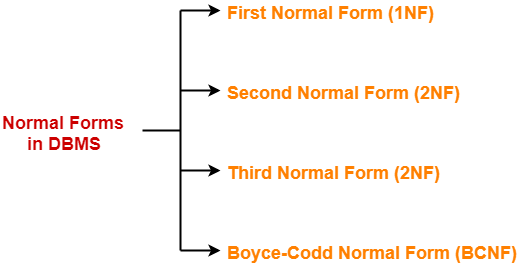 First Normal Form (1NF)
Second Normal Form (2NF)
Normal Forms
in DBMS
Third Normal Form (2NF)
Boyce-Codd Normal Form (BCNF)